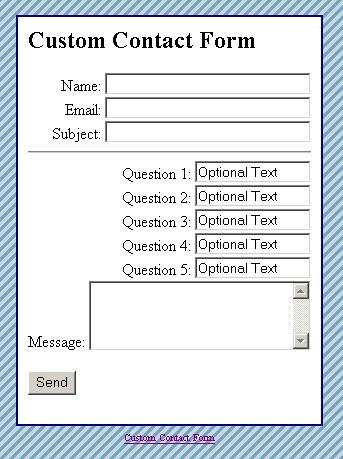 Custom Contact Form
Name:
Email:
Subject:
Question 1: Optional Text
Question 2: Optional Text
Question 3: Optional Text
Question 4: Optional Text
Question 5: Optional Text
Message:
Send
Custom Contact Form